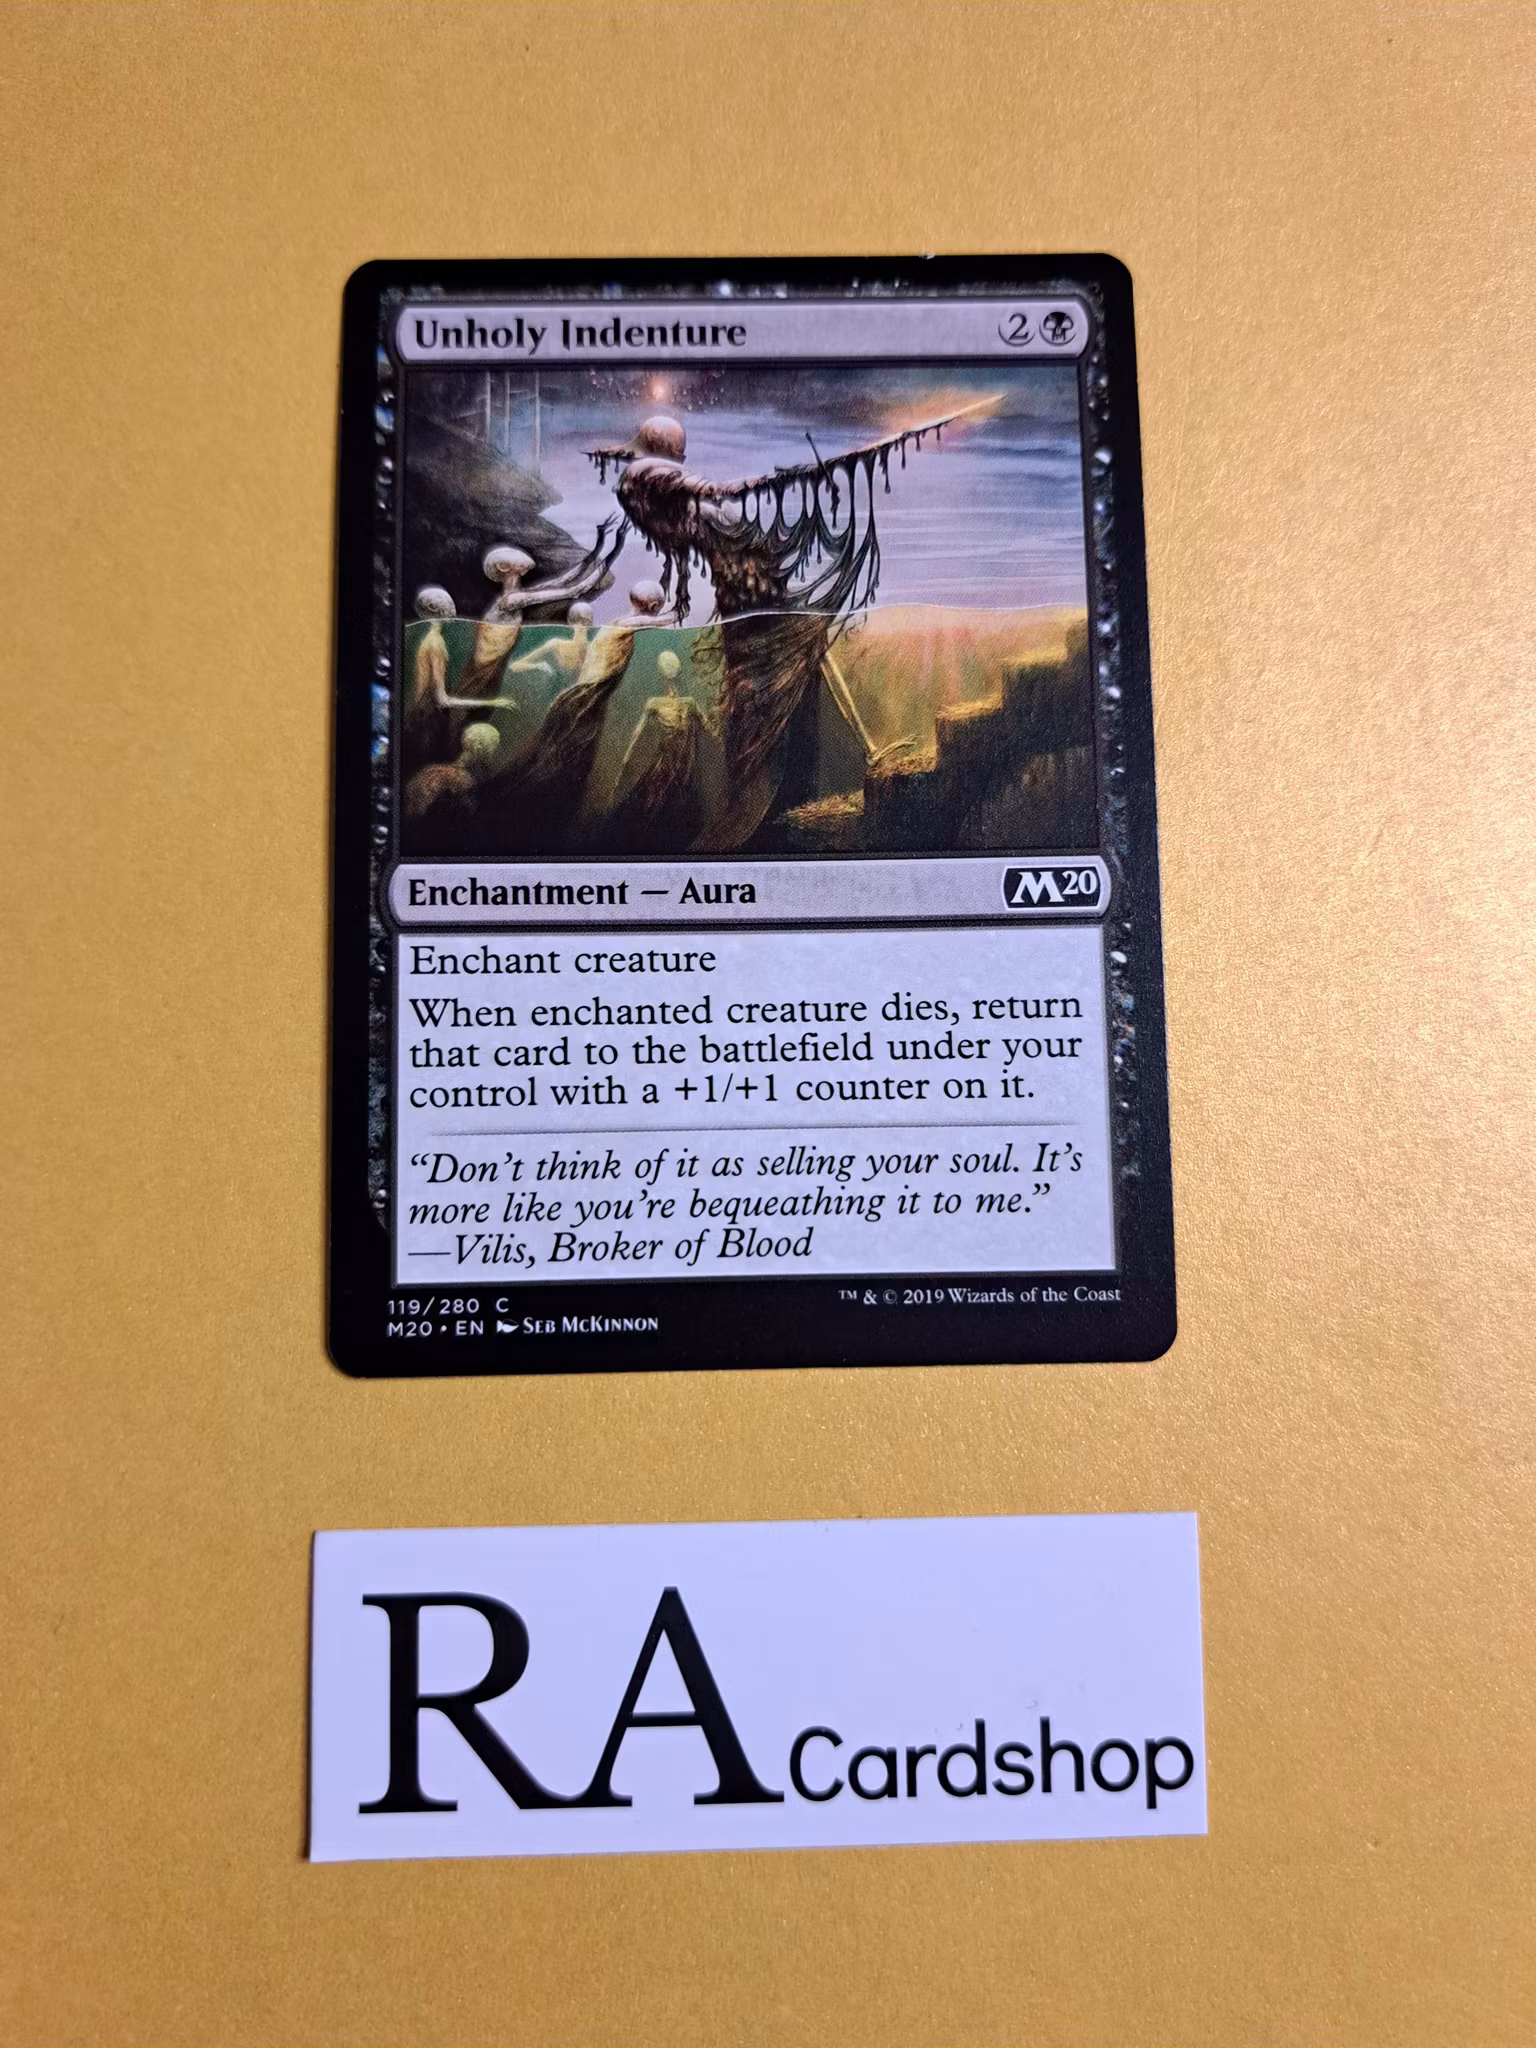 Unholy Indenture 2
Enchantment — Aura M20
Enchant creature
When enchanted creature dies, return
that card to the battlefield under your
control with a +1/+1 counter on it.
“Don’t think of it as selling your soul. It’s
more like you’re bequeathing it to me.”
—Vilis, Broker of Blood
119/280 C ™ & © 2019 Wizards of the Coast
M20 • EN Seb McKinnon
RA Cardshop